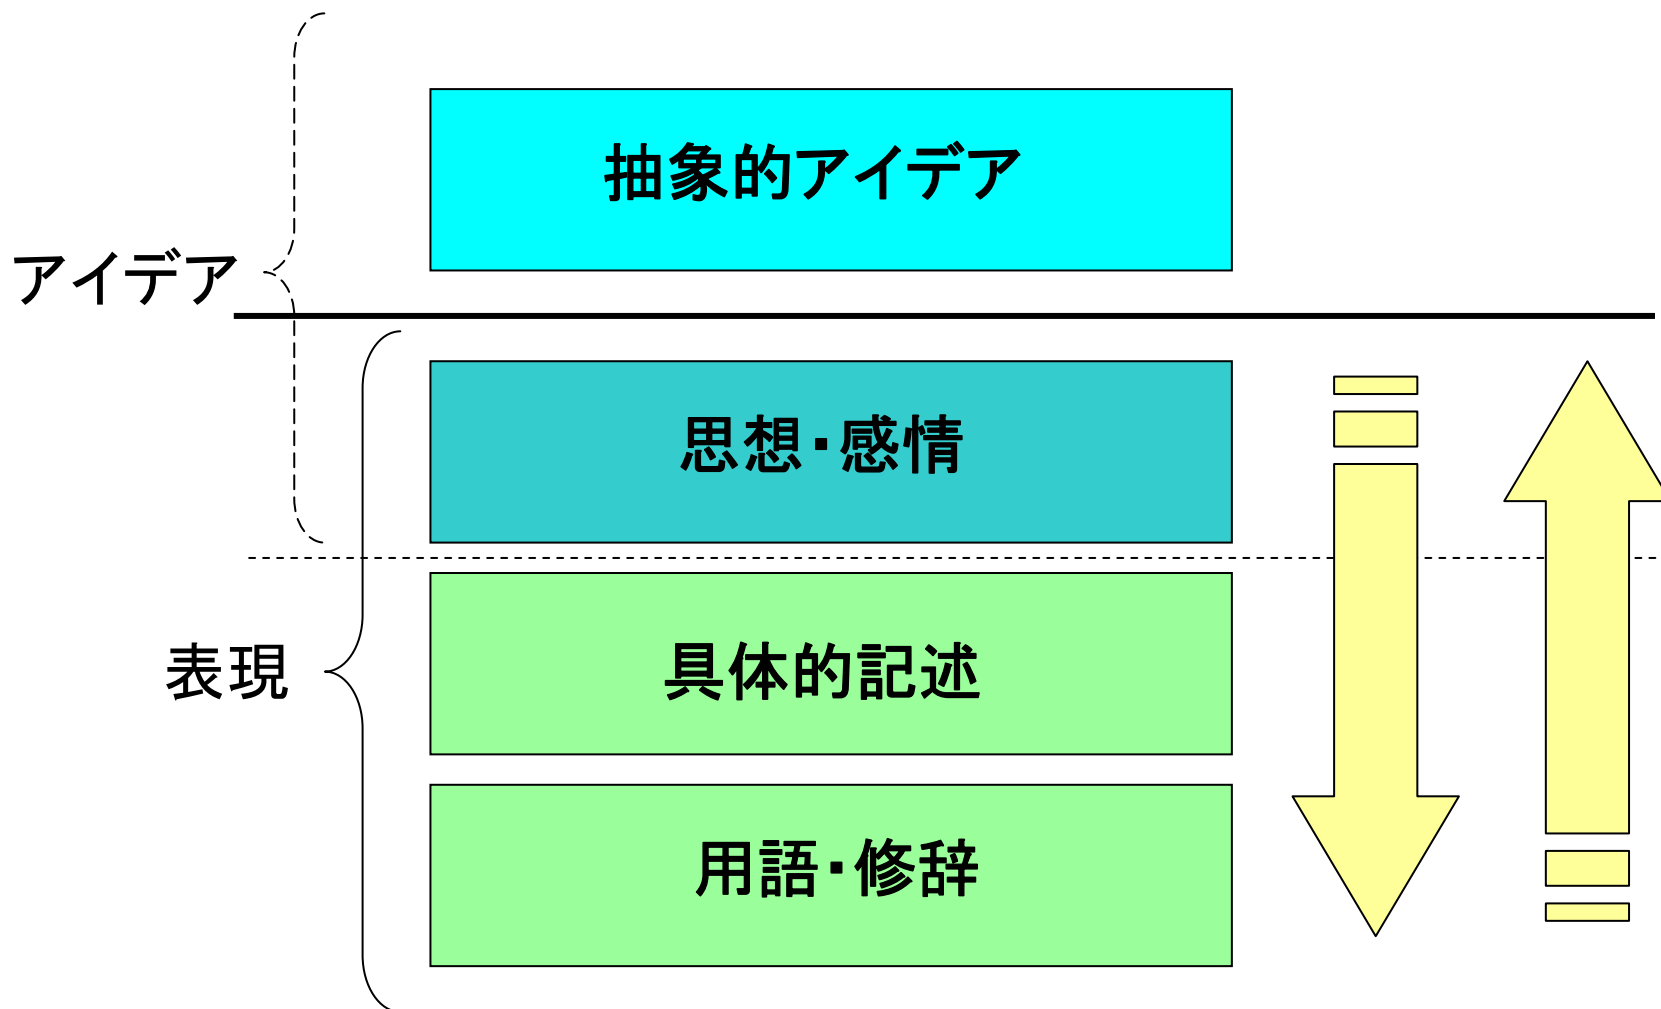 抽象的アイデア
アイデア
思想・感情
具体的記述
表現
用語・修辞